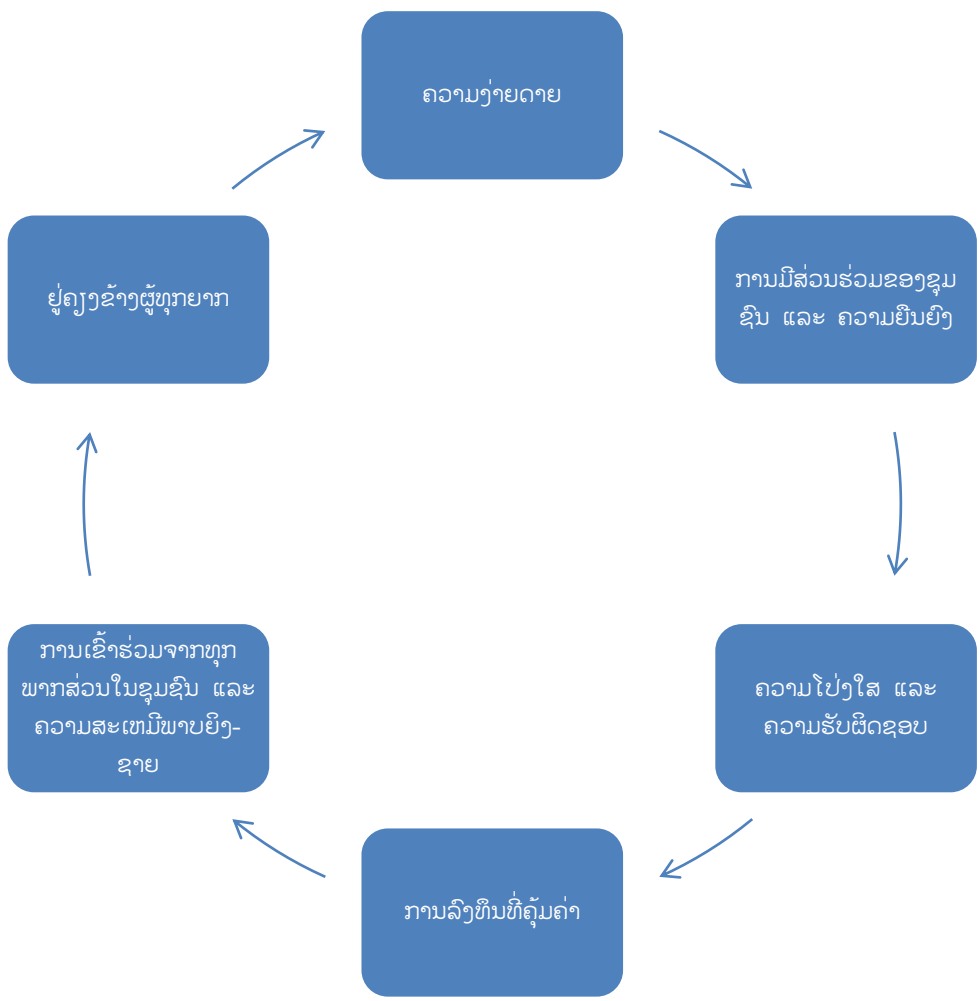 ຄວາມງ່າຍດາຍ
ການມີສ່ວນຮ່ວມຂອງຊຸມ
ຊົນ ແລະ ຄວາມຍືນຍົງ
ຄວາມໂປ່ງໃສ ແລະ
ຄວາມຮັບຜິດຊອບ
ການລົງທຶນທີ່ຄຸ້ມຄ່າ
ການເຂົ້າຮ່ວມຈາກທຸກ
ພາກສ່ວນໃນຊຸມຊົນ ແລະ
ຄວາມສະເຫມີພາບຍິງ-
ຊາຍ
ຢູ່ຄຽງຂ້າງຜູ້ທຸກຍາກ